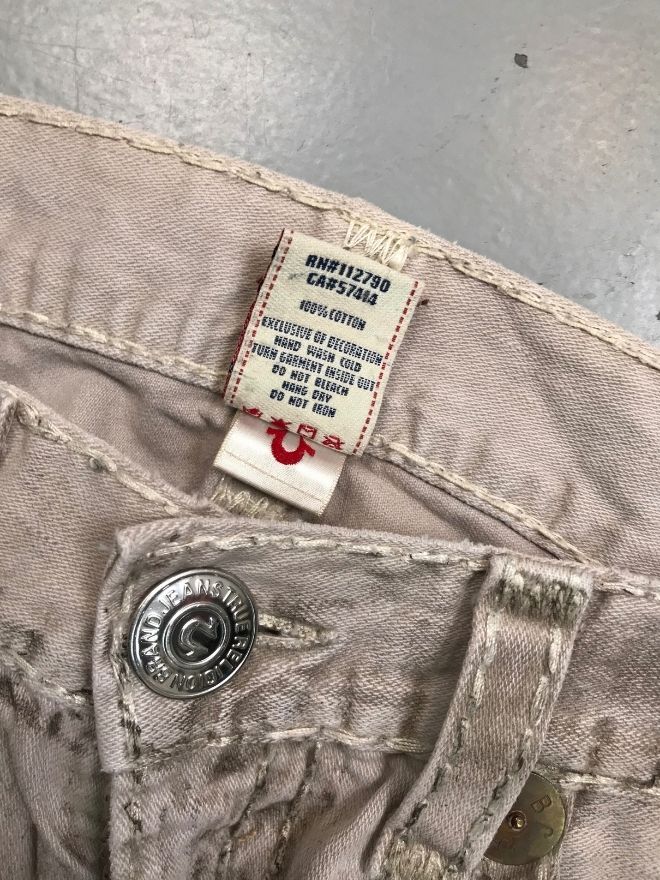 RN#112790
CA#57414
100% COTTON
EXCLUSIVE OF DECORATION
HAND WASH COLD
TURN GARMENT INSIDE OUT
DO NOT BLEACH
HANG DRY
DO NOT IRON
TRUE RELIGION BRAND JEANS
B C